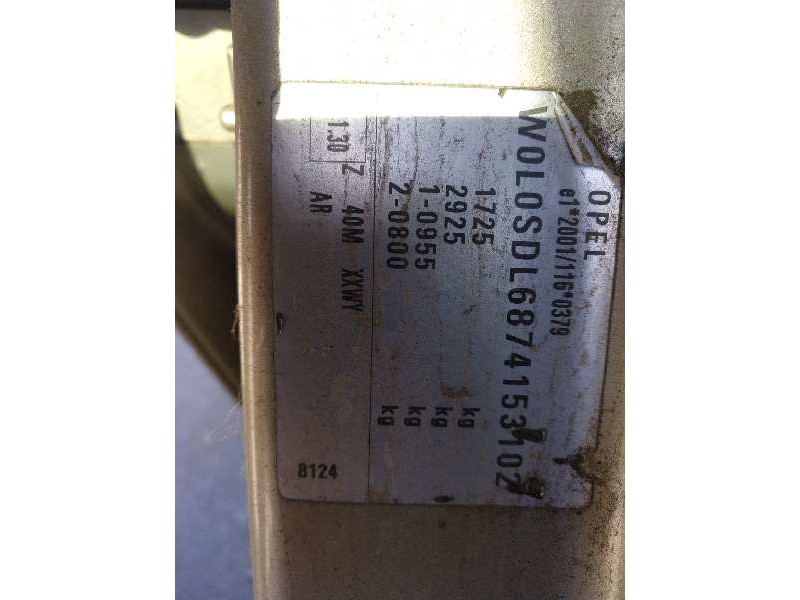 OPEL
e1*2001/116*0379
W0L0SDL6874153102
1725 kg
2925 kg
1-0955 kg
2-0800 kg
1.30 Z 40M XXWY
AR 8124